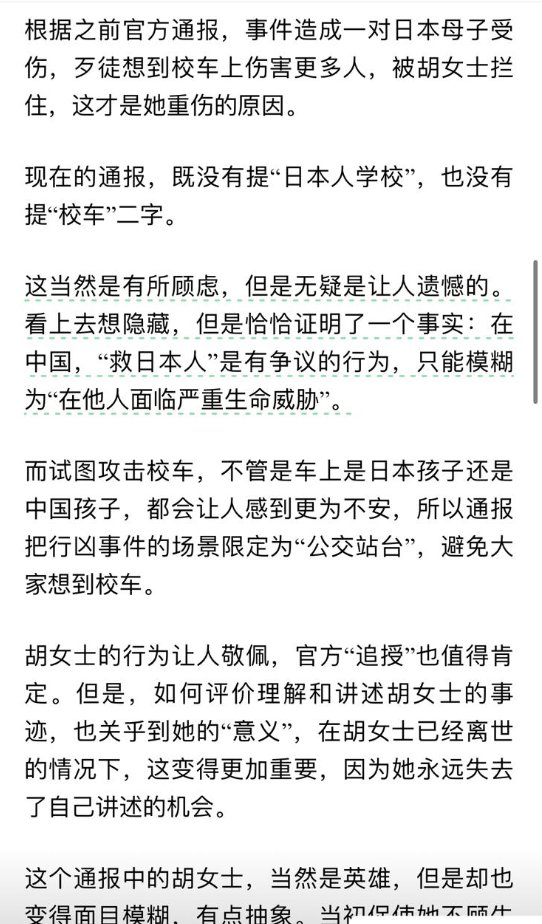 根据之前官方通报，事件造成一对日本母子受
伤，歹徒想到校车上伤害更多人，被胡女士拦
住，这才是她重伤的原因。
现在的通报，既没有提“日本人学校”，也没有
提“校车”二字。
这当然是有所顾虑，但是无疑是让人遗憾的。
看上去想隐藏，但是恰恰证明了一个事实：在
中国，“救日本人”是有争议的行为，只能模糊
为“在他人面临严重生命威胁”。
而试图攻击校车，不管是车上是日本孩子还是
中国孩子，都会让人感到更为不安，所以通报
把行凶事件的场景限定为“公交站台”，避免大
家想到校车。
胡女士的行为让人敬佩，官方“追授”也值得肯
定。但是，如何评价理解和讲述胡女士的事
迹，也关乎到她的“意义”，在胡女士已经离世
的情况下，这变得更加重要，因为她永远失去
了自己讲述的机会。
这个通报中的胡女士，当然是英雄，但是却也
变得面目模糊，有点抽象。当初促使她不顾生